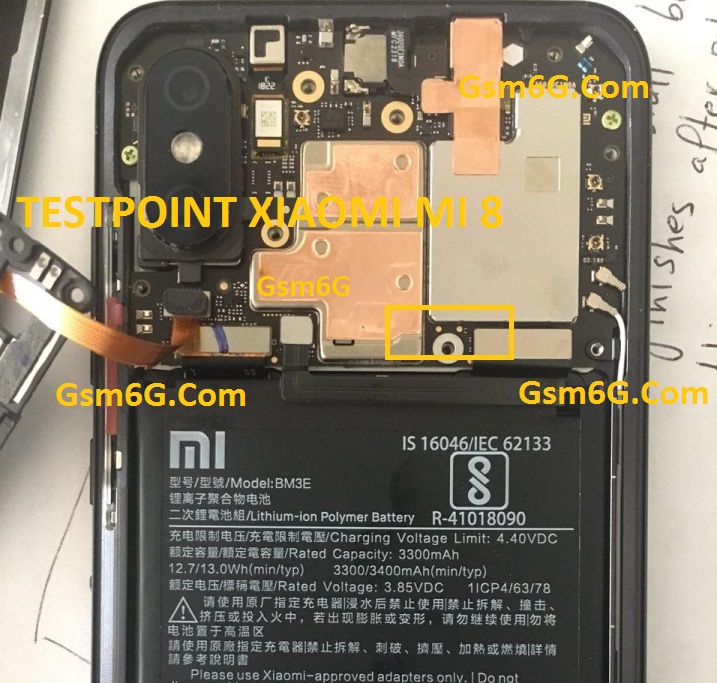 1822
Gsm6G.Com
TESTPOINT XIAOMI MI 8
Gsm6G
Gsm6G.Com
Gsm6G.Com
finishes after
mi
IS 16046/IEC 62133
R-41018090
型号/型號/Model:BM3E
锂离子聚合物电池
二次鋰電池組/Lithium-ion Polymer Battery
充电限制电压/充電限制電壓/Charging Voltage Limit: 4.40VDC
额定容量/額定電容量/Rated Capacity: 3300mAh
12.7/13.0Wh(min/typ) 3300/3400mAh(min/typ)
额定电压/標稱電壓/Rated Voltage: 3.85VDC 1ICP4/63/78
请使用原厂指定充电器|浸水后禁止使用|禁止拆解、撞击、
挤压或投入火中，若出现膨胀或变形，请勿继续使用|勿将
电池置于高温区
請使用原廠指定充電器|禁止拆解、刺破、擠壓、加熱或燃燒|詳情
請參照說明書
Please use Xiaomi-approved adapters only. | Do not